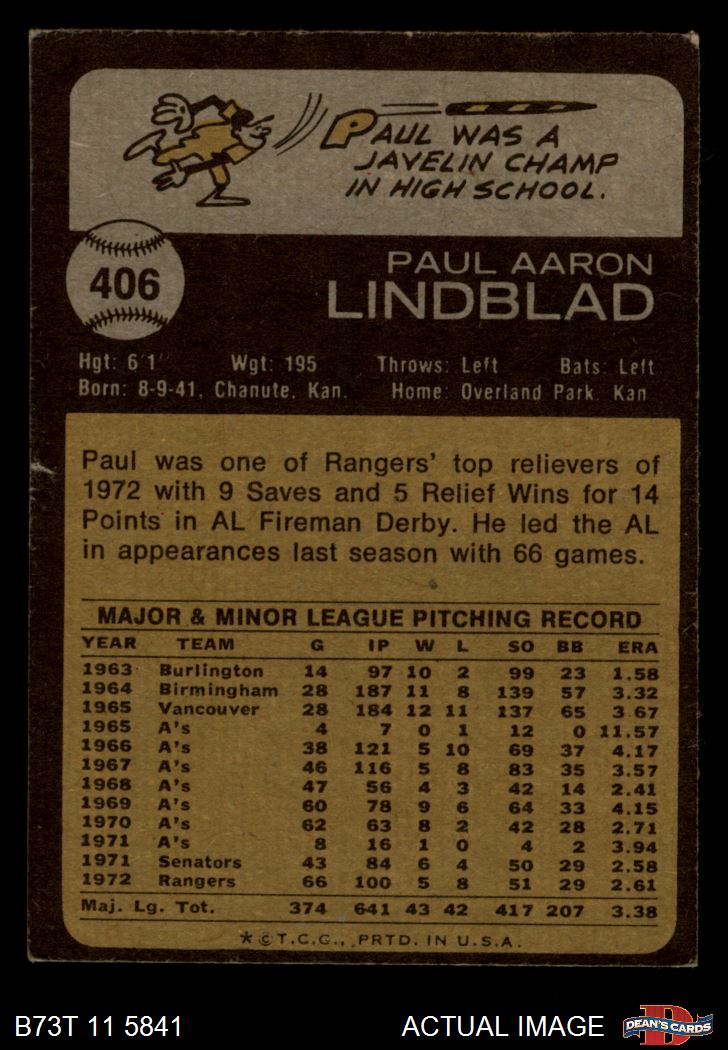 PAUL WAS A
JAVELIN CHAMP
IN HIGH SCHOOL.
406
PAUL AARON
LINDBLAD
Hgt: 6'1" Wgt: 195 Throws: Left Bats: Left
Born: 8-9-41, Chanute, Kan. Home: Overland Park, Kan
Paul was one of Rangers' top relievers of
1972 with 9 Saves and 5 Relief Wins for 14
Points in AL Fireman Derby. He led the AL
in appearances last season with 66 games.
MAJOR & MINOR LEAGUE PITCHING RECORD
YEAR TEAM G IP W L SO BB ERA
1963 Burlington 14 97 10 2 99 23 1.58
1964 Birmingham 28 187 11 8 139 57 3.32
1965 Vancouver 28 184 12 11 137 65 3.67
1965 A's 4 7 0 1 12 0 11.57
1966 A's 38 121 5 10 69 37 4.17
1967 A's 46 116 5 8 83 35 3.57
1968 A's 47 56 4 3 42 14 2.41
1969 A's 60 78 9 6 64 33 4.15
1970 A's 62 63 8 2 42 28 2.71
1971 A's 8 16 1 0 4 2 3.94
1971 Senators 43 84 6 4 50 29 2.58
1972 Rangers 66 100 5 8 51 29 2.61
Maj. Lg. Tot. 374 641 43 42 417 207 3.38
*© T.C.G., PRTD. IN U.S.A.
B73T 11 5841 ACTUAL IMAGE D DEAN'S CARDS